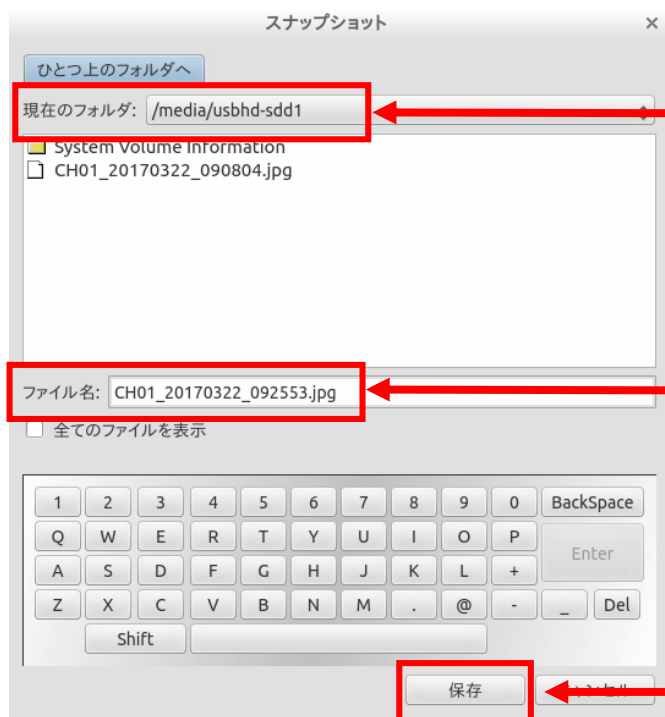 スナップショット ×
ひとつ上のフォルダへ
現在のフォルダ: /media/usbhd-sdd1
System Volume Information
CH01_20170322_090804.jpg
ファイル名: CH01_20170322_092553.jpg
全てのファイルを表示
1 2 3 4 5 6 7 8 9 0 BackSpace
Q W E R T Y U I O P Enter
A S D F G H J K L +
Z X C V B N M . @ - _ Del
Shift
保存